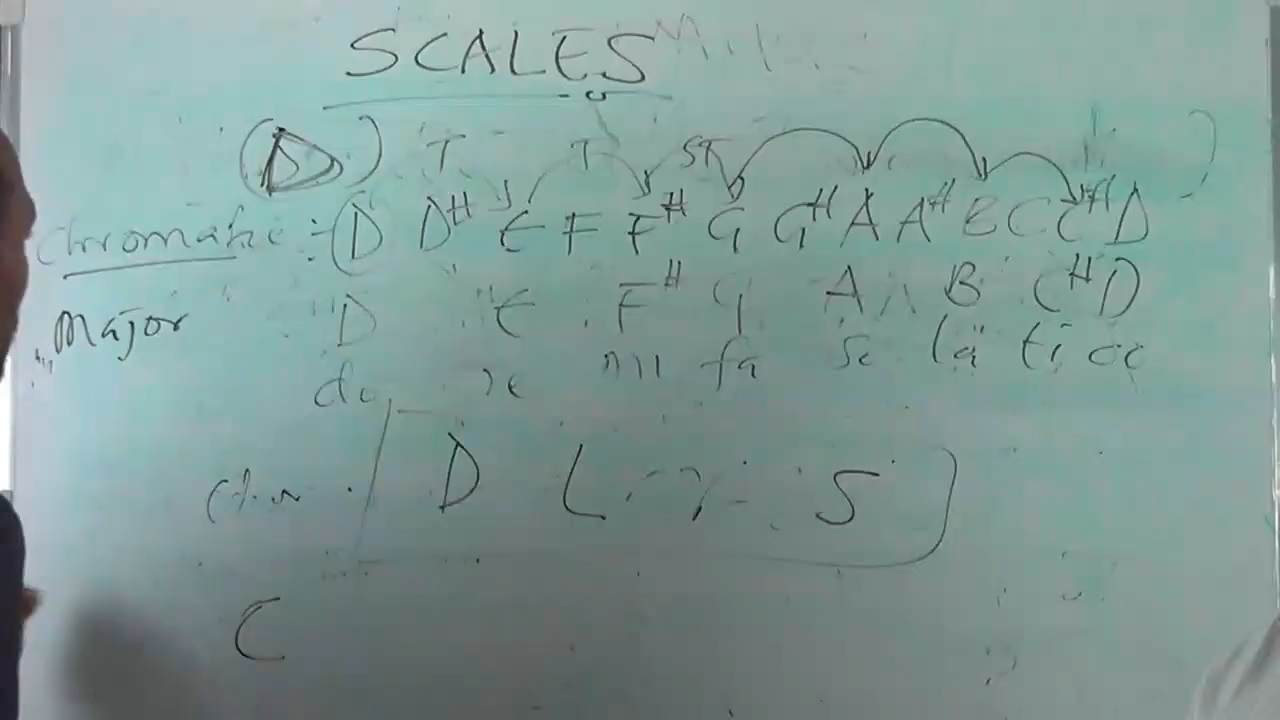 SCALES
(D) T T ST
Chromatic :- D D# E F F# G G# A A# B C C# D
Major D E F# G A B C# D
do re mi fa so la ti do
D S
C